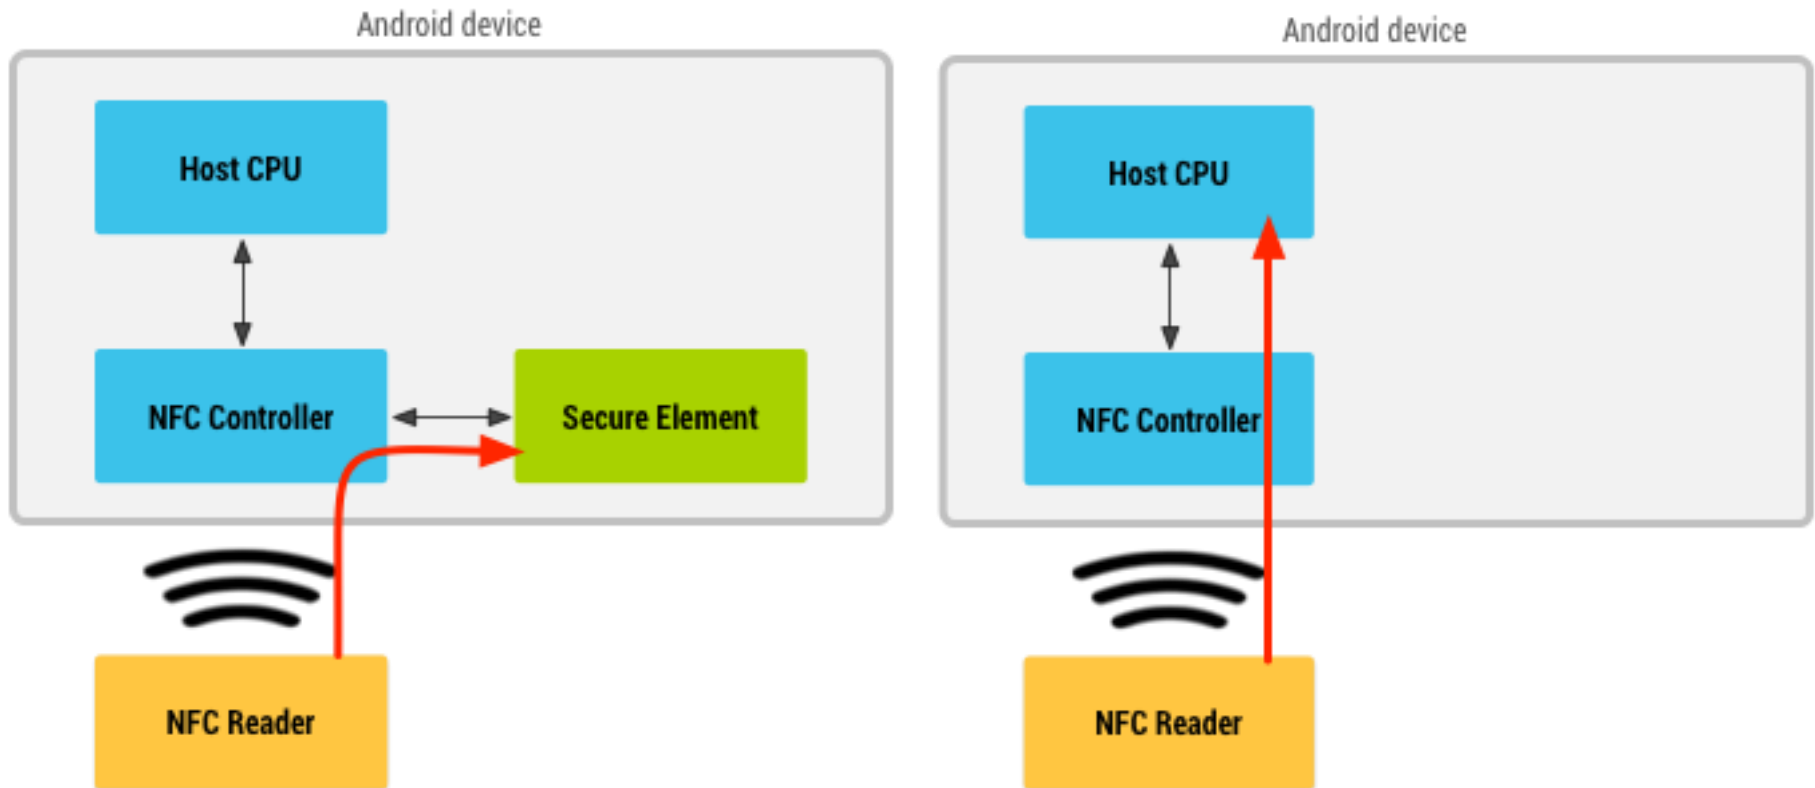 Android device
Host CPU
NFC Controller
Secure Element
NFC Reader
Android device
Host CPU
NFC Controller
NFC Reader